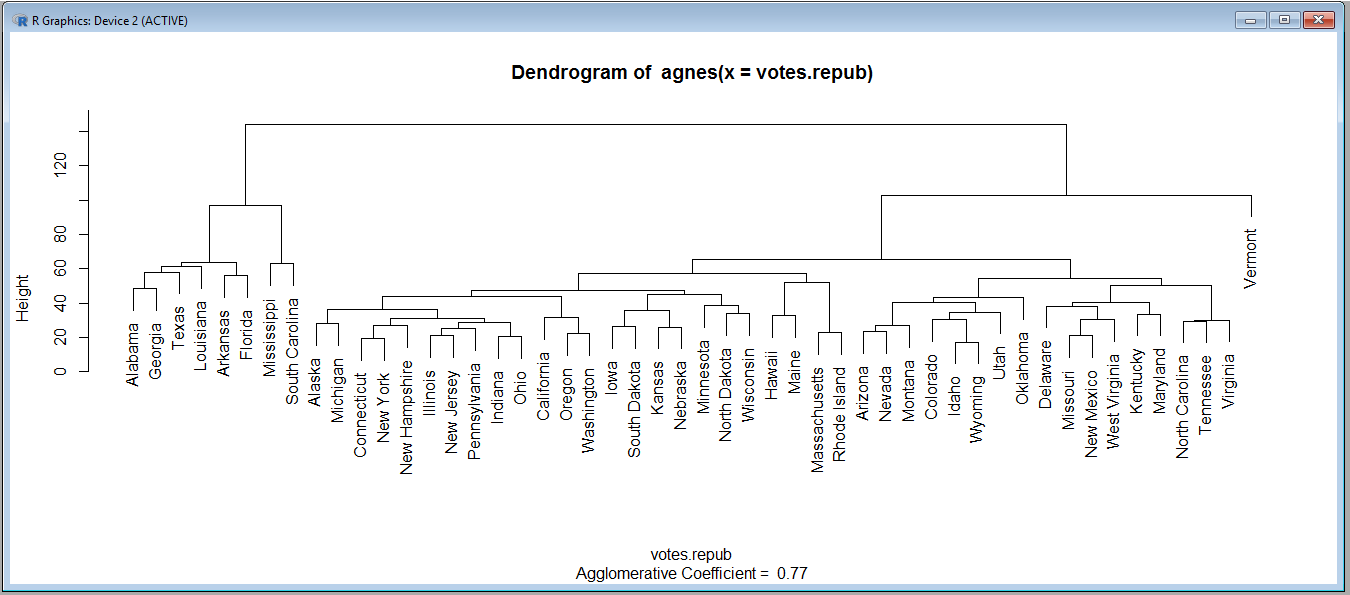 R Graphics: Device 2 (ACTIVE)
Dendrogram of agnes(x = votes.repub)
Height
0
20
40
60
80
120
Alabama
Georgia
Texas
Louisiana
Arkansas
Florida
Mississippi
South Carolina
Alaska
Michigan
Connecticut
New York
New Hampshire
Illinois
New Jersey
Pennsylvania
Indiana
Ohio
California
Oregon
Washington
Iowa
South Dakota
Kansas
Nebraska
Minnesota
North Dakota
Wisconsin
Hawaii
Maine
Massachusetts
Rhode Island
Arizona
Nevada
Montana
Colorado
Idaho
Wyoming
Utah
Oklahoma
Delaware
Missouri
New Mexico
West Virginia
Kentucky
Maryland
North Carolina
Tennessee
Virginia
Vermont
votes.repub
Agglomerative Coefficient = 0.77